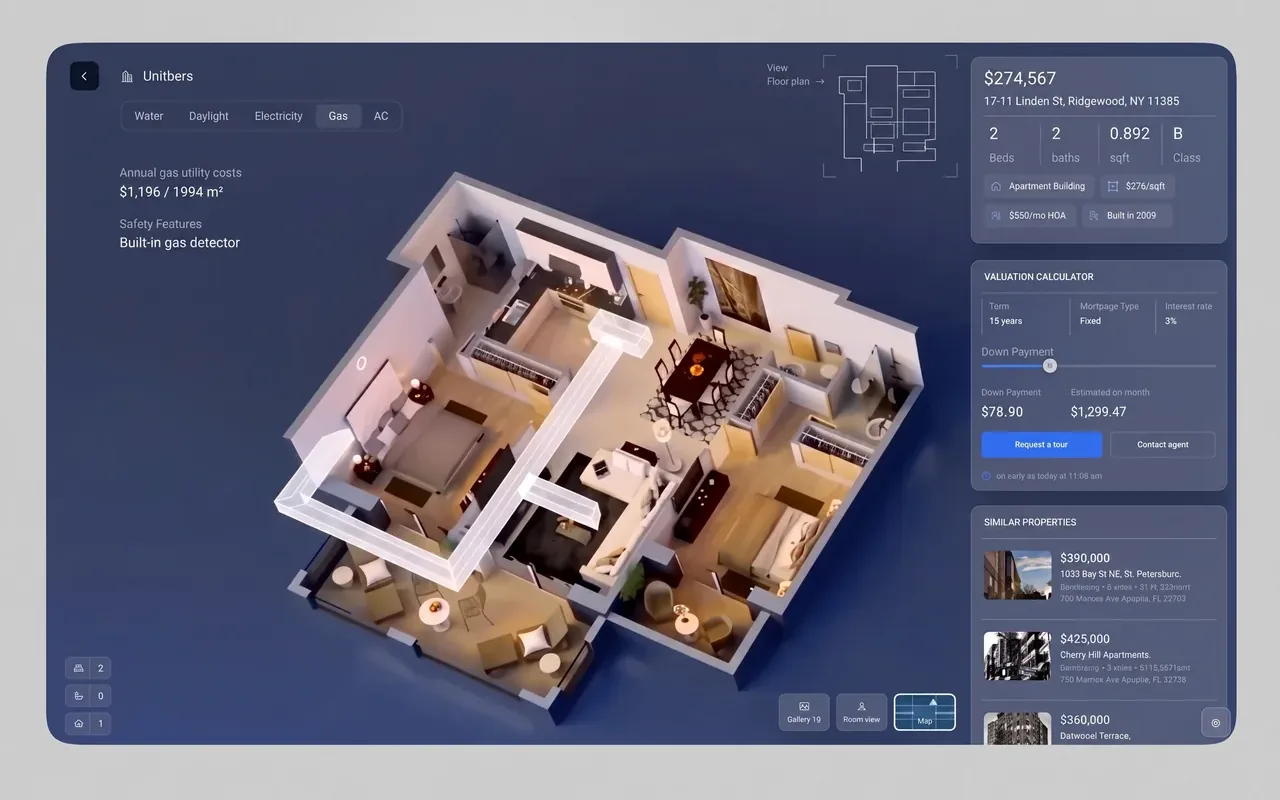 Unitbers
Water Daylight Electricity Gas AC
Annual gas utility costs
$1,196 / 1994 m²
Safety Features
Built-in gas detector
View
Floor plan →
2
0
1
Gallery 19
Room view
Map
$274,567
17-11 Linden St, Ridgewood, NY 11385
2 2 0.892 B
Beds baths sqft Class
Apartment Building $276/sqft
$550/mo HOA Built in 2009
VALUATION CALCULATOR
Term Mortpage Type Interest rate
15 years Fixed 3%
Down Payment
Down Payment Estimated on month
$78.90 $1,299.47
Request a tour Contact agent
on early as today at 11:08 am
SIMILAR PROPERTIES
$390,000
1033 Bay St NE, St. Petersburc.
700 Manoex Ave Apuplia, FL 22703
$425,000
Cherry Hill Apartments.
750 Marriox Ave Apuplie, FL 32738
$360,000
Datwooel Terrace,